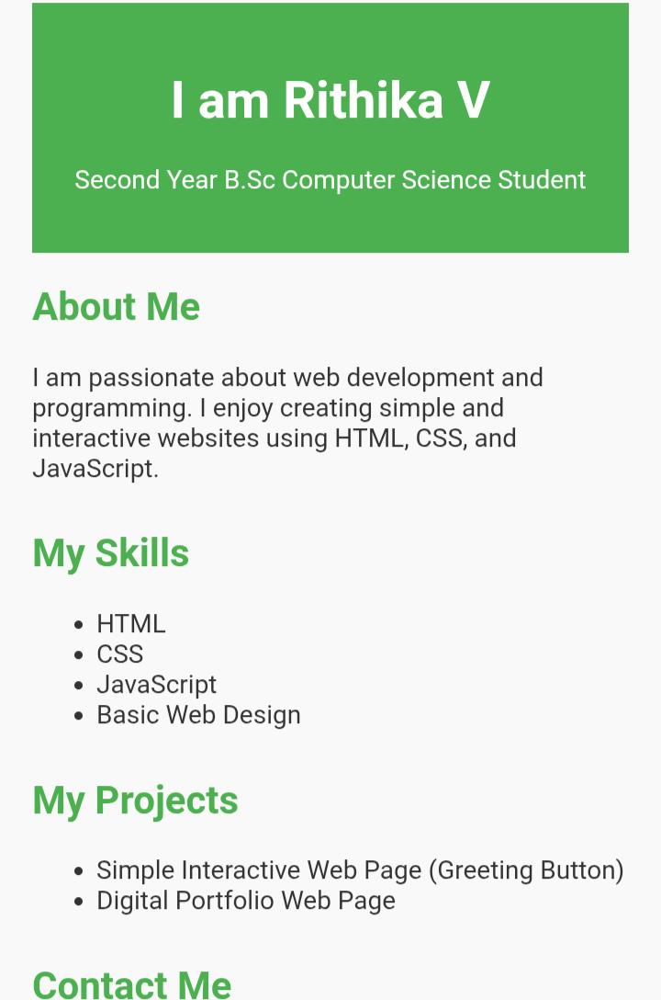 I am Rithika V
Second Year B.Sc Computer Science Student
About Me
I am passionate about web development and
programming. I enjoy creating simple and
interactive websites using HTML, CSS, and
JavaScript.
My Skills
• HTML
• CSS
• JavaScript
• Basic Web Design
My Projects
• Simple Interactive Web Page (Greeting Button)
• Digital Portfolio Web Page
Contact Me